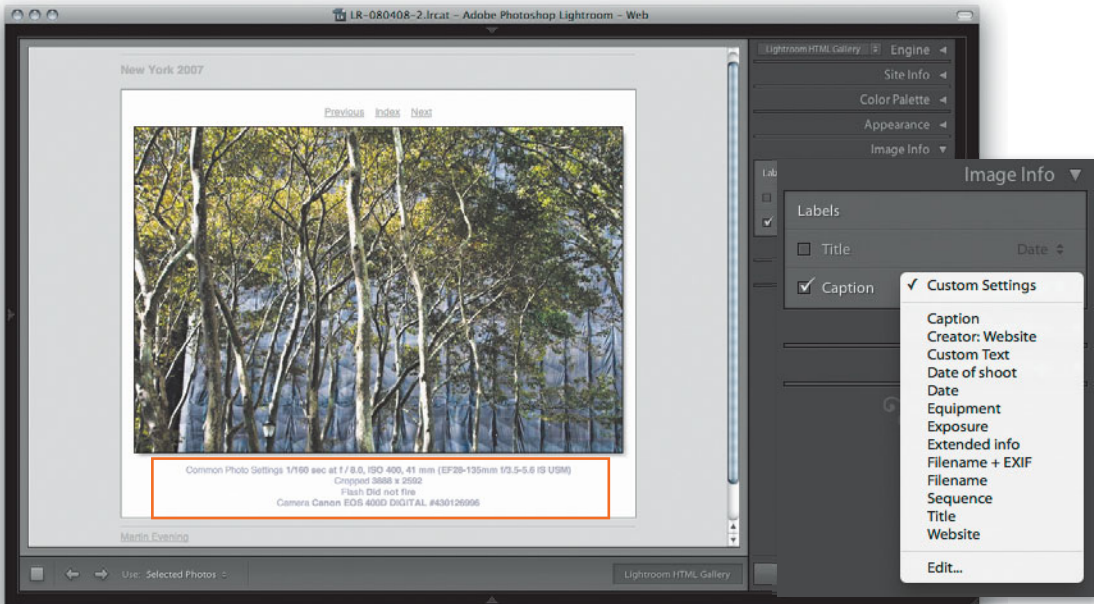 LR-080408-2.lrcat – Adobe Photoshop Lightroom – Web
New York 2007
Previous Index Next
Common Photo Settings 1/160 sec at f / 8.0, ISO 400, 41 mm (EF28-135mm f/3.5-5.6 IS USM)
Cropped 3888 x 2592
Flash Did not fire
Camera Canon EOS 400D DIGITAL #430126996
Martin Evening
Use: Selected Photos
Lightroom HTML Gallery
Lightroom HTML Gallery Engine
Site Info
Color Palette
Appearance
Image Info
Lab
Image Info
Labels
Title Date
Caption
Custom Settings
Caption
Creator: Website
Custom Text
Date of shoot
Date
Equipment
Exposure
Extended info
Filename + EXIF
Filename
Sequence
Title
Website
Edit...